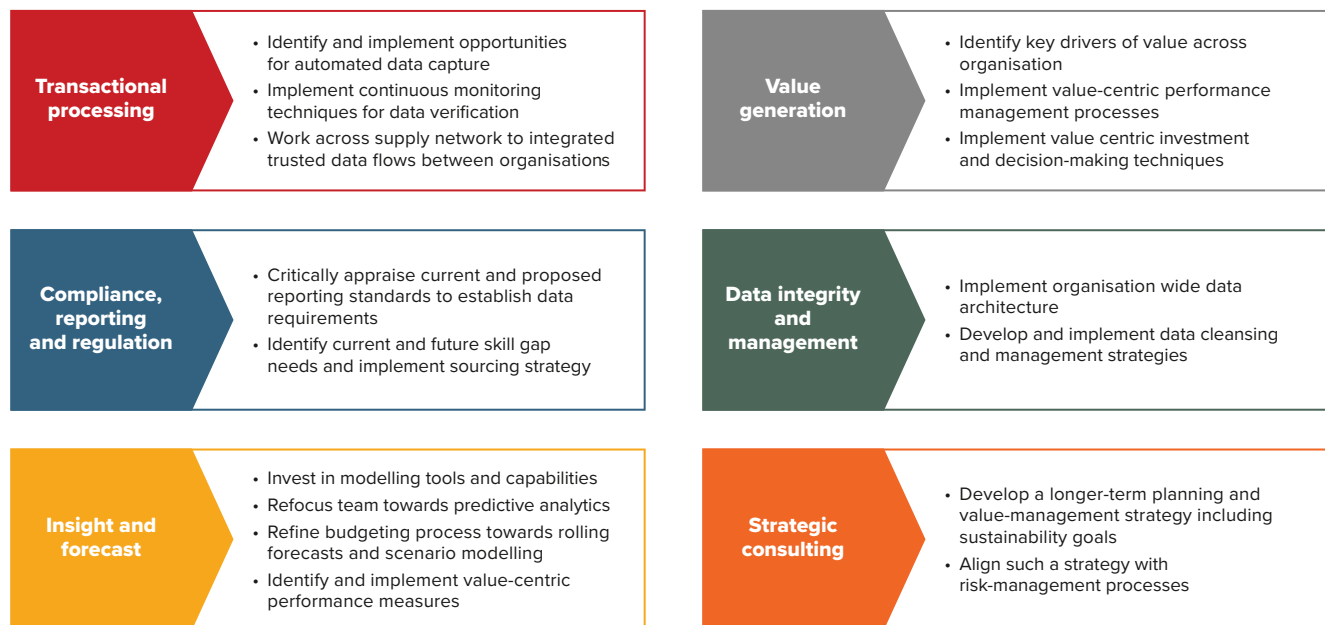 Transactional
processing
• Identify and implement opportunities
for automated data capture
• Implement continuous monitoring
techniques for data verification
• Work across supply network to integrated
trusted data flows between organisations
Value
generation
• Identify key drivers of value across
organisation
• Implement value-centric performance
management processes
• Implement value centric investment
and decision-making techniques
Compliance,
reporting
and regulation
• Critically appraise current and proposed
reporting standards to establish data
requirements
• Identify current and future skill gap
needs and implement sourcing strategy
Data integrity
and
management
• Implement organisation wide data
architecture
• Develop and implement data cleansing
and management strategies
Insight and
forecast
• Invest in modelling tools and capabilities
• Refocus team towards predictive analytics
• Refine budgeting process towards rolling
forecasts and scenario modelling
• Identify and implement value-centric
performance measures
Strategic
consulting
• Develop a longer-term planning and
value-management strategy including
sustainability goals
• Align such a strategy with
risk-management processes